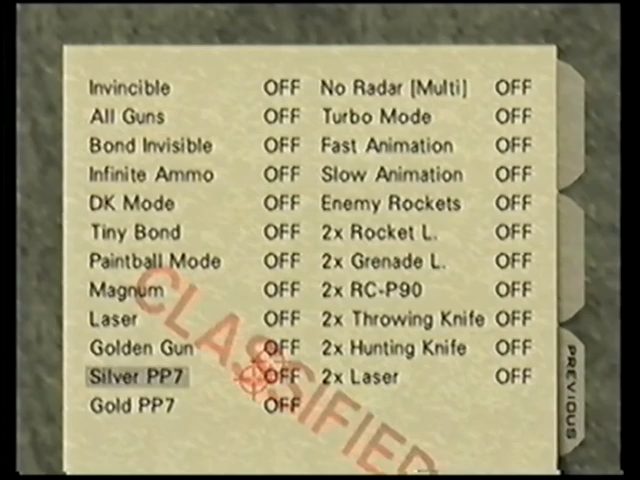 Invincible OFF No Radar [Multi] OFF
All Guns OFF Turbo Mode OFF
Bond Invisible OFF Fast Animation OFF
Infinite Ammo OFF Slow Animation OFF
DK Mode OFF Enemy Rockets OFF
Tiny Bond OFF 2x Rocket L. OFF
Paintball Mode OFF 2x Grenade L. OFF
Magnum OFF 2x RC-P90 OFF
Laser OFF 2x Throwing Knife OFF
Golden Gun OFF 2x Hunting Knife OFF
Silver PP7 OFF 2x Laser OFF
Gold PP7 OFF
CLASSIFIED
PREVIOUS